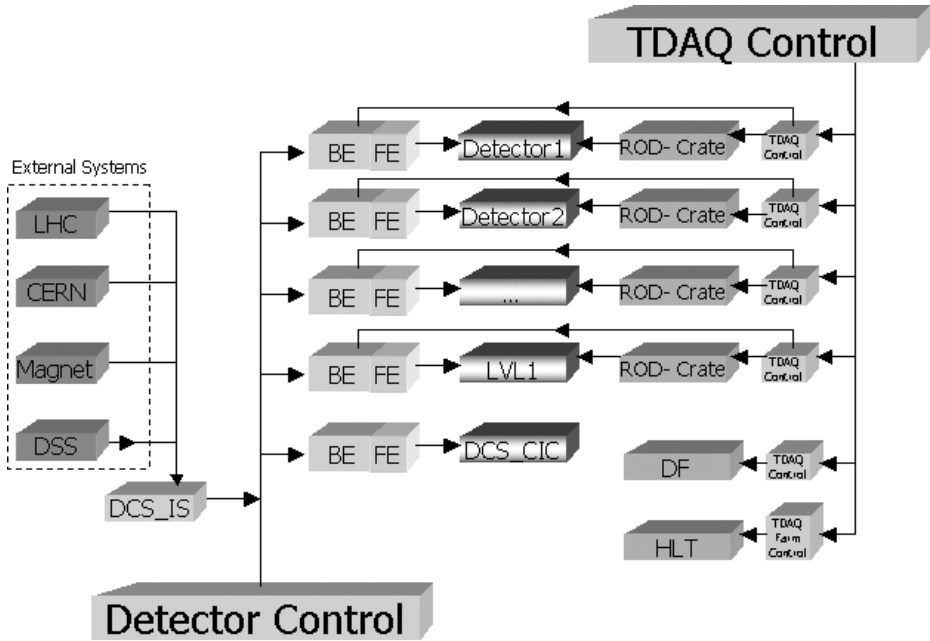 TDAQ Control
BE FE Detector1 ROD- Crate TDAQ
Control
External Systems
LHC
BE FE Detector2 ROD- Crate TDAQ
Control
CERN
BE FE ... ROD- Crate TDAQ
Control
Magnet
BE FE LVL1 ROD- Crate TDAQ
Control
DSS
BE FE DCS_CIC
DF TDAQ
Control
DCS_IS
HLT TDAQ
Farm
Control
Detector Control